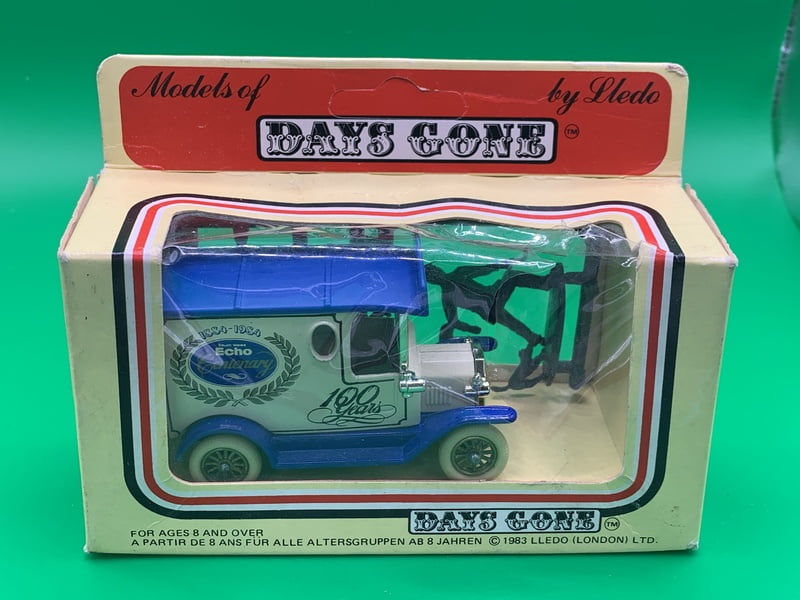 Models of
by Lledo
DAYS GONE TM
1884-1984
Echo
Centenary
100
Years
DAYS GONE TM
FOR AGES 8 AND OVER
A PARTIR DE 8 ANS FÜR ALLE ALTERSGRUPPEN AB 8 JAHREN © 1983 LLEDO (LONDON) LTD.